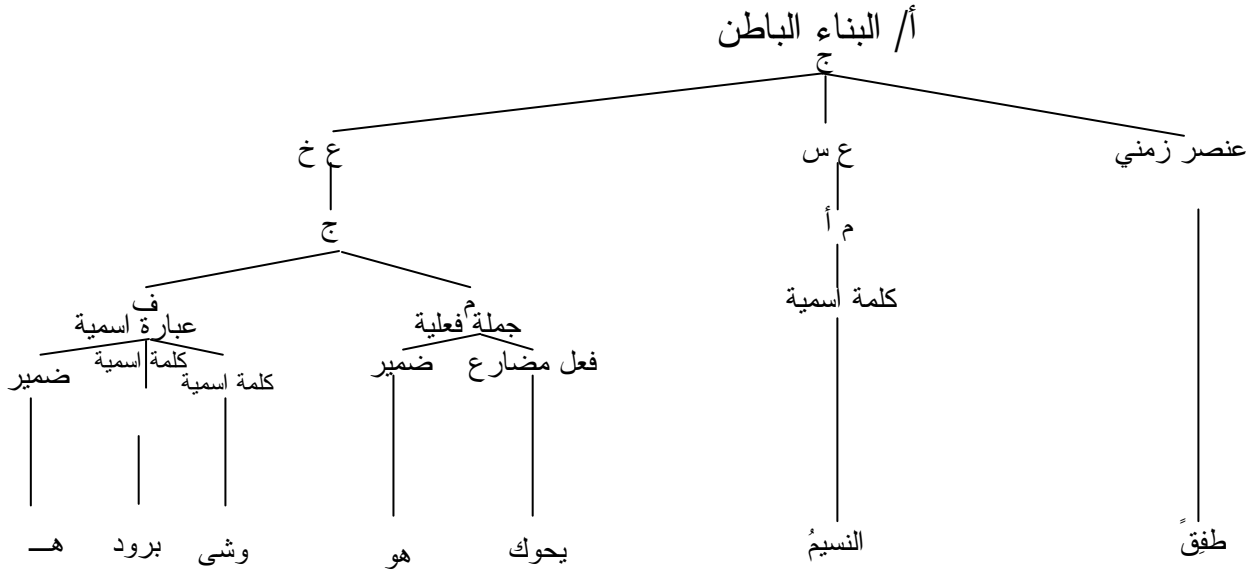 أ/ البناء الباطن
ج
عنصر زمني ع س ع خ
م أ ج
كلمة اسمية
م ف
جملة فعلية عبارة اسمية
فعل مضارع ضمير كلمة اسمية كلمة اسمية ضمير
طفِقً النسيمُ يحوك هو وشى برود هـــ